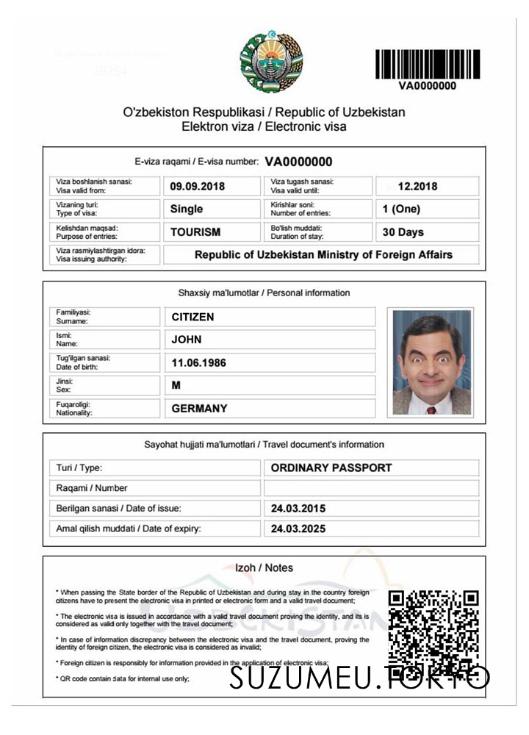 VA0000000
O'zbekiston Respublikasi / Republic of Uzbekistan
Elektron viza / Electronic visa
E-viza raqami / E-visa number: VA0000000
Viza boshlanish sanasi:
Visa valid from:
09.09.2018
Viza tugash sanasi:
Visa valid until:
12.2018
Vizaning turi:
Type of visa:
Single
Kirishlar soni:
Number of entries:
1 (One)
Kelishdan maqsad:
Purpose of entries:
TOURISM
Bo'lish muddati:
Duration of stay:
30 Days
Viza rasmiylashtirgan idora:
Visa issuing authority:
Republic of Uzbekistan Ministry of Foreign Affairs
Shaxsiy ma'lumotlar / Personal information
Familiyasi:
Surname:
CITIZEN
Ismi:
Name:
JOHN
Tug'ilgan sanasi:
Date of birth:
11.06.1986
Jinsi:
Sex:
M
Fuqaroligi:
Nationality:
GERMANY
Sayohat hujjati ma'lumotlari / Travel document's information
Turi / Type:
ORDINARY PASSPORT
Raqami / Number
Berilgan sanasi / Date of issue:
24.03.2015
Amal qilish muddati / Date of expiry:
24.03.2025
Izoh / Notes
* When passing the State border of the Republic of Uzbekistan and during stay in the country foreign
citizens have to present the electronic visa in printed or electronic form and a valid travel document;
* The electronic visa is issued in accordance with a valid travel document proving the identity, and its is
considered as valid only together with the travel document;
* In case of information discrepancy between the electronic visa and the travel document, proving the
identity of foreign citizen, the electronic visa is considered as invalid;
* Foreign citizen is responsibly for information provided in the application of electronic visa;
* QR code contain data for internal use only;
UZBEKISTAN
SUZUMEU.TOKYO